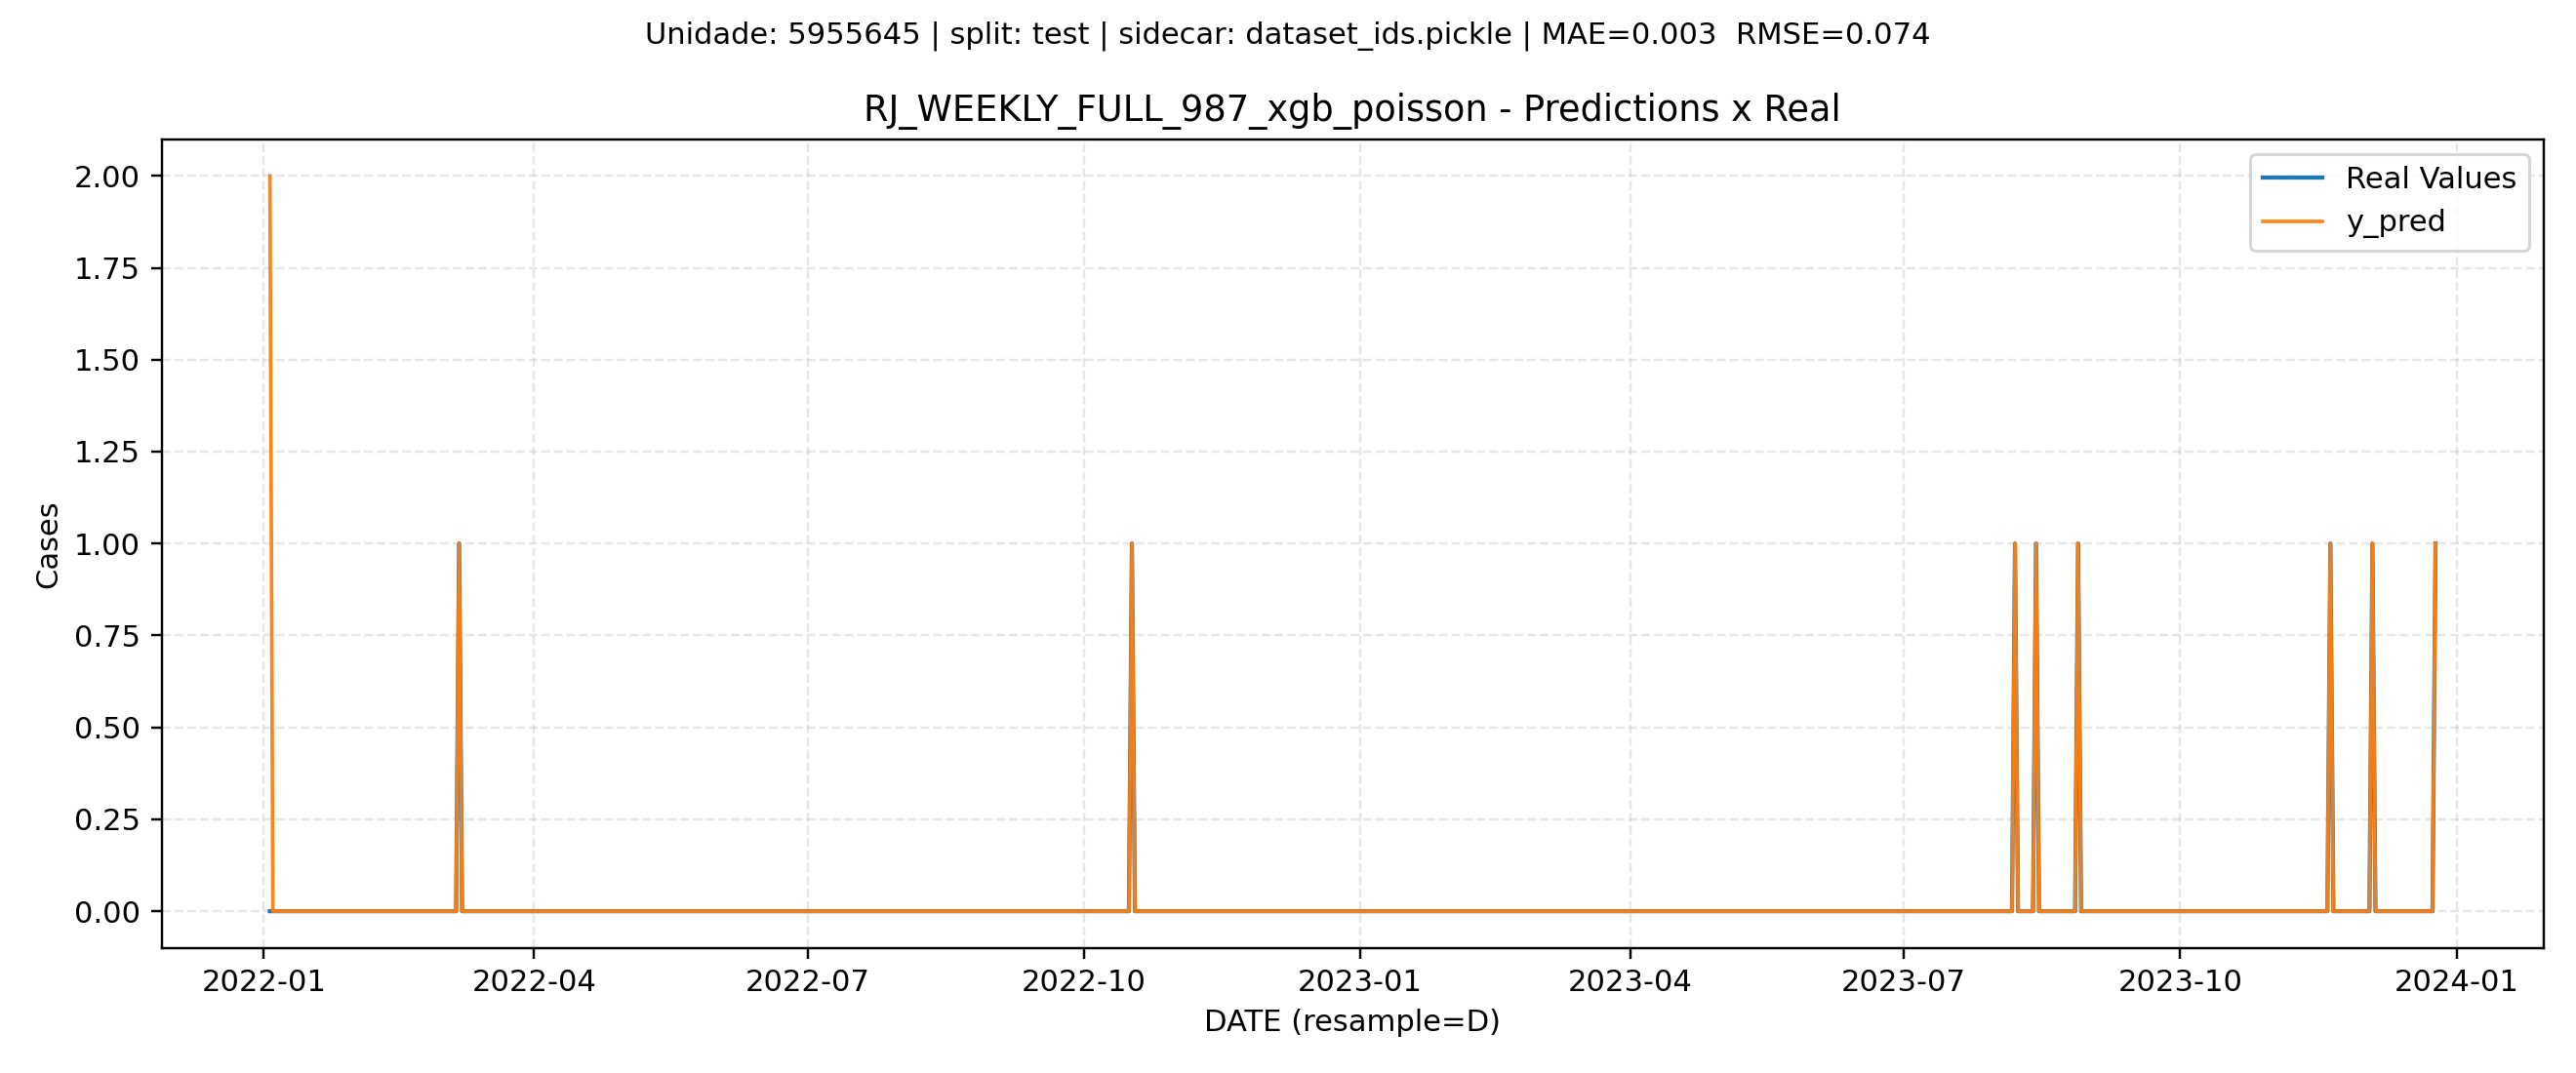 Unidade: 5955645 | split: test | sidecar: dataset_ids.pickle | MAE=0.003  RMSE=0.074
RJ_WEEKLY_FULL_987_xgb_poisson - Predictions x Real
Real Values
y_pred
2.00
1.75
1.50
1.25
1.00
0.75
0.50
0.25
0.00
Cases
2022-01 2022-04 2022-07 2022-10 2023-01 2023-04 2023-07 2023-10 2024-01
DATE (resample=D)